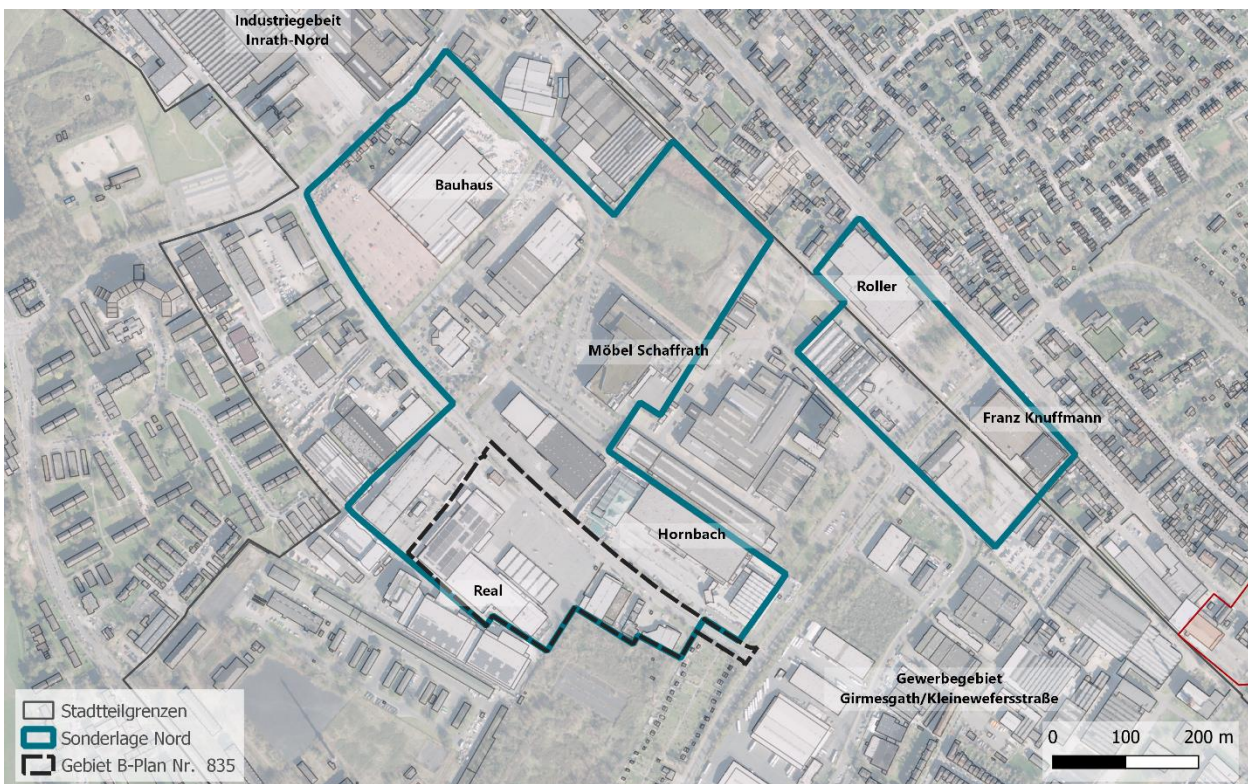 Industriegebeit
Inrath-Nord
Bauhaus
Roller
Möbel Schaffrath
Franz Knuffmann
Hornbach
Real
Gewerbegebiet
Girmesgath/Kleinewefersstraße
Stadtteilgrenzen
Sonderlage Nord
Gebiet B-Plan Nr. 835
0 100 200 m